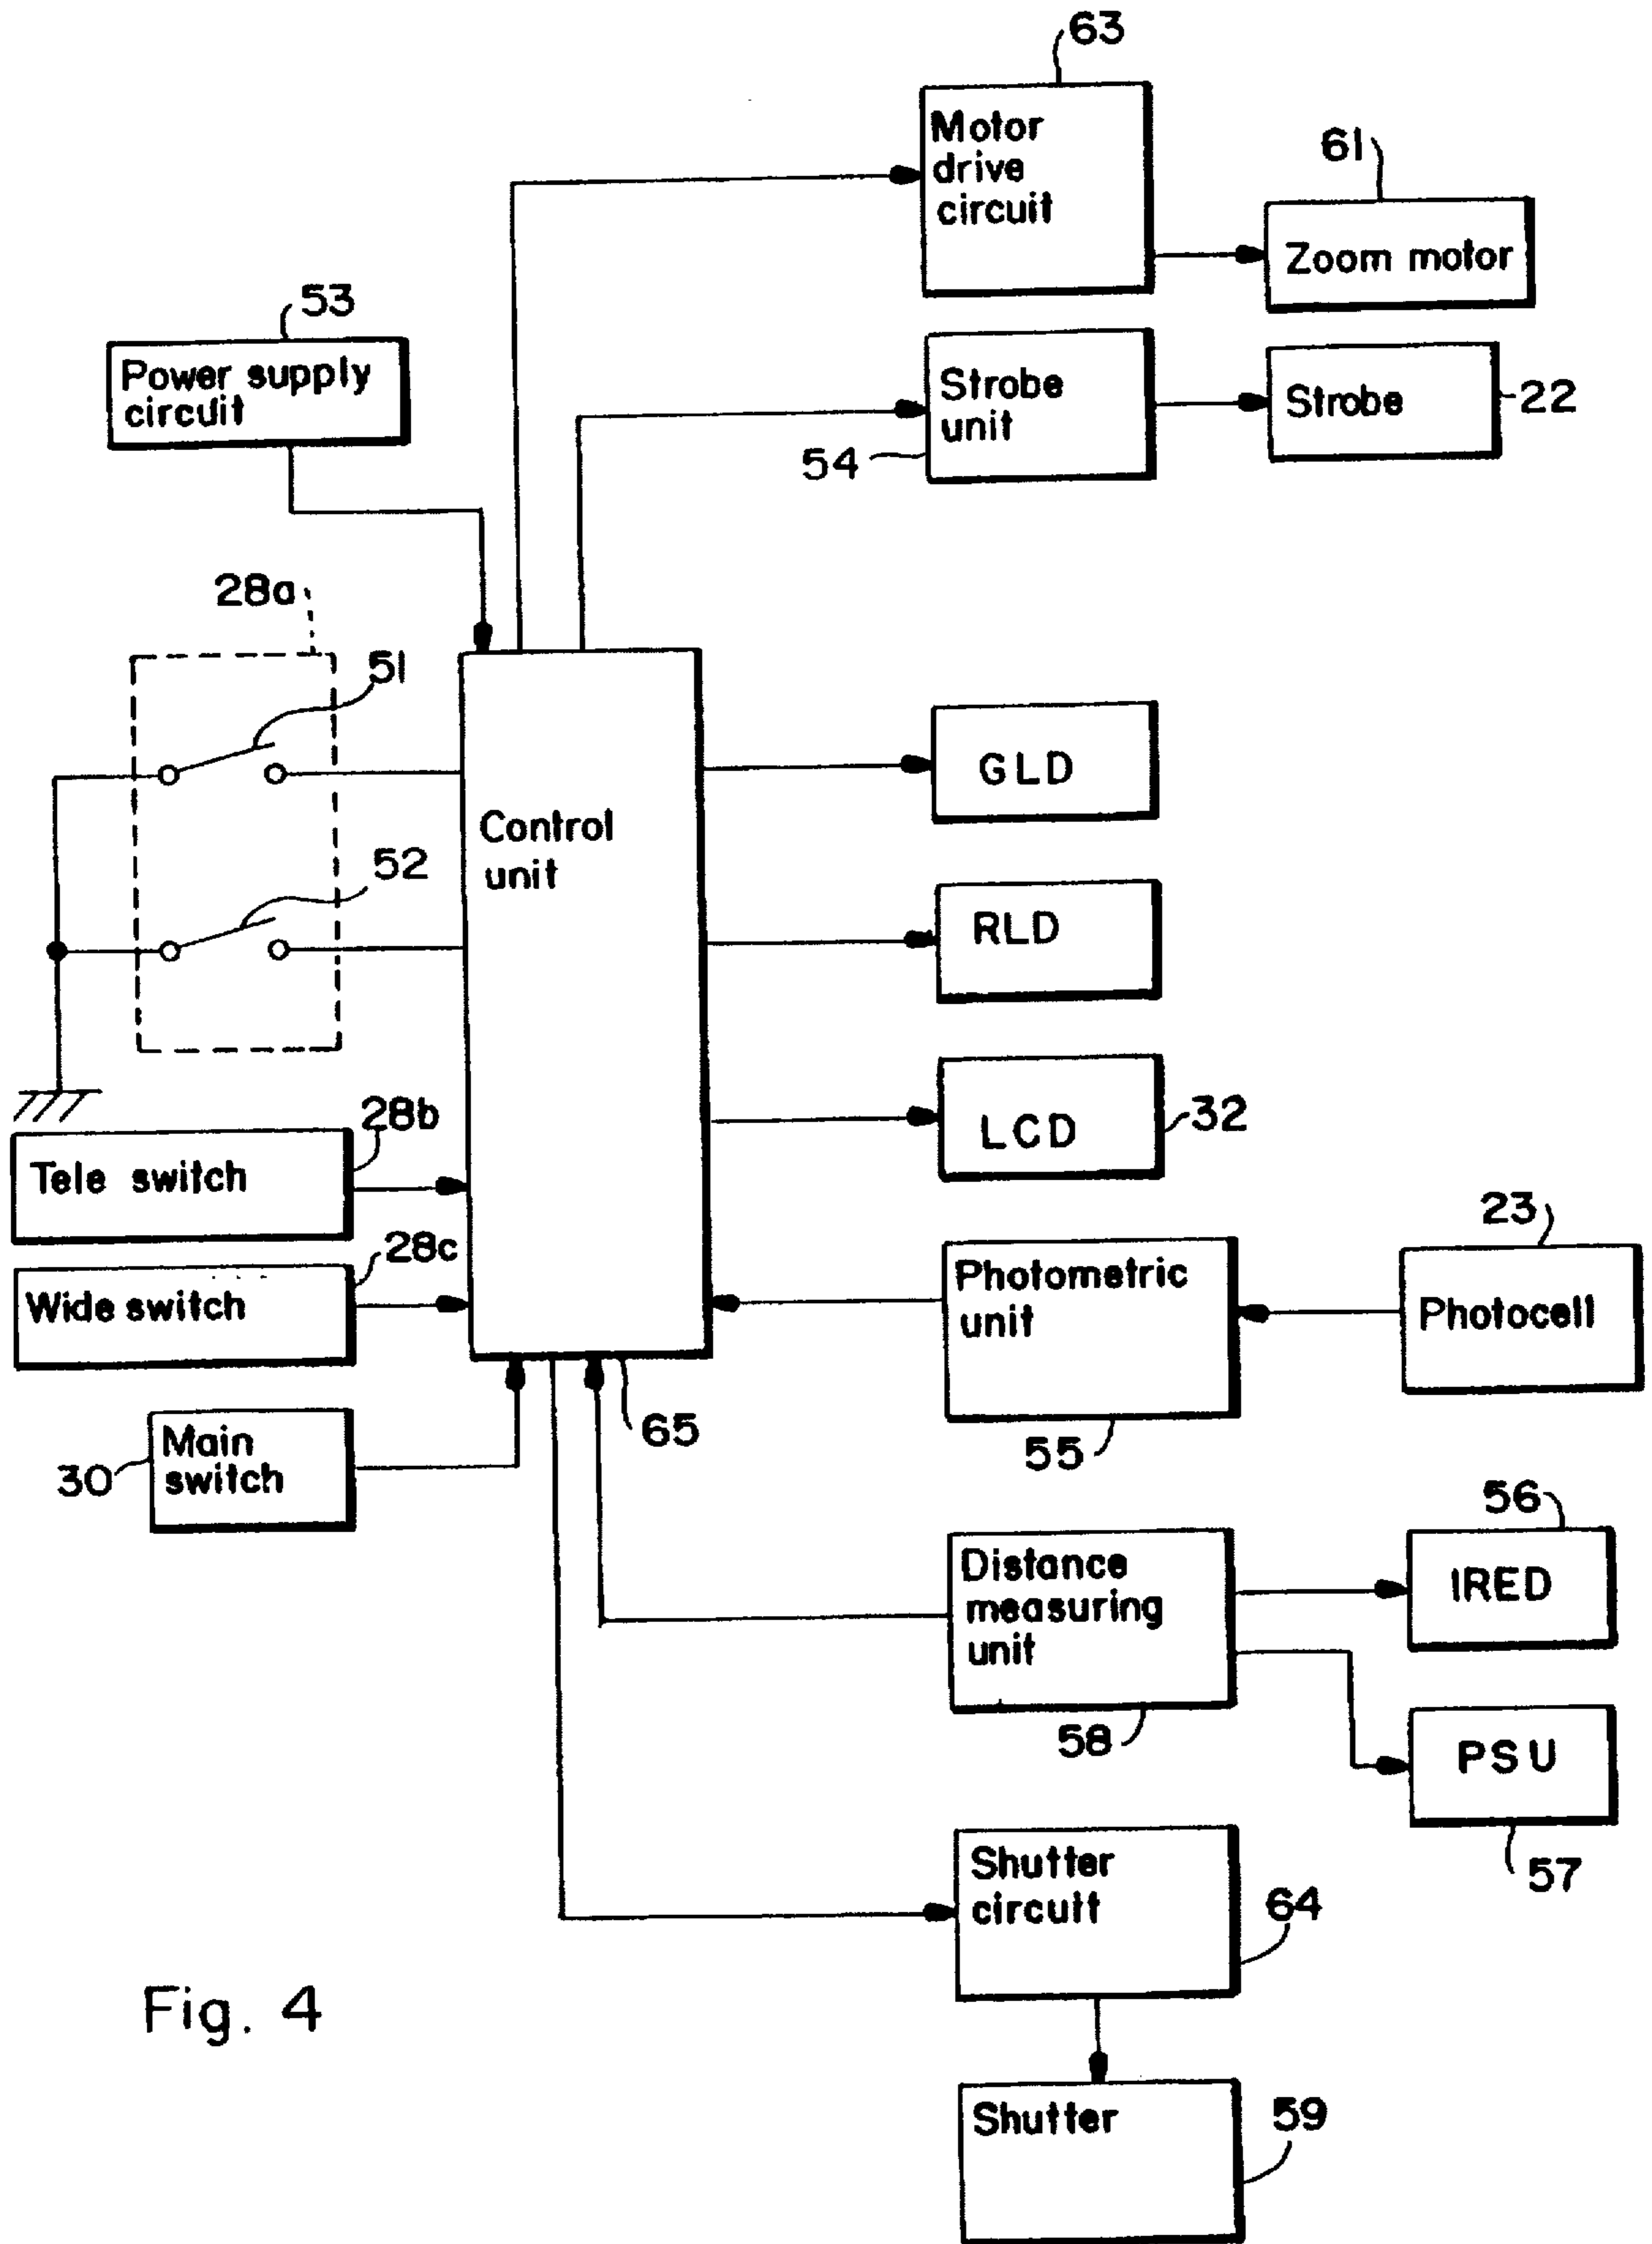 63
Motor
drive
circuit
61
Zoom motor
53
Power supply
circuit
Strobe
unit
54
Strobe
22
28a
51
52
Control
unit
GLD
RLD
LCD
32
28b
Tele switch
28c
Wide switch
Main
switch
30
65
Photometric
unit
55
23
Photocell
Distance
measuring
unit
58
56
IRED
PSU
57
Shutter
circuit
64
Shutter
59
Fig. 4